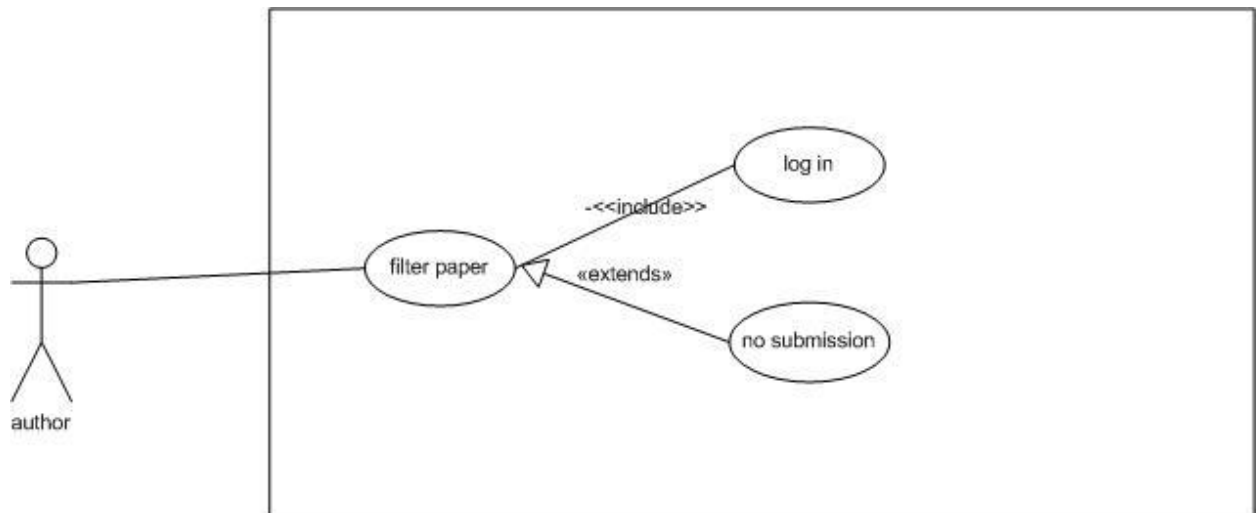 log in
-<<include>>
filter paper
«extends»
no submission
author